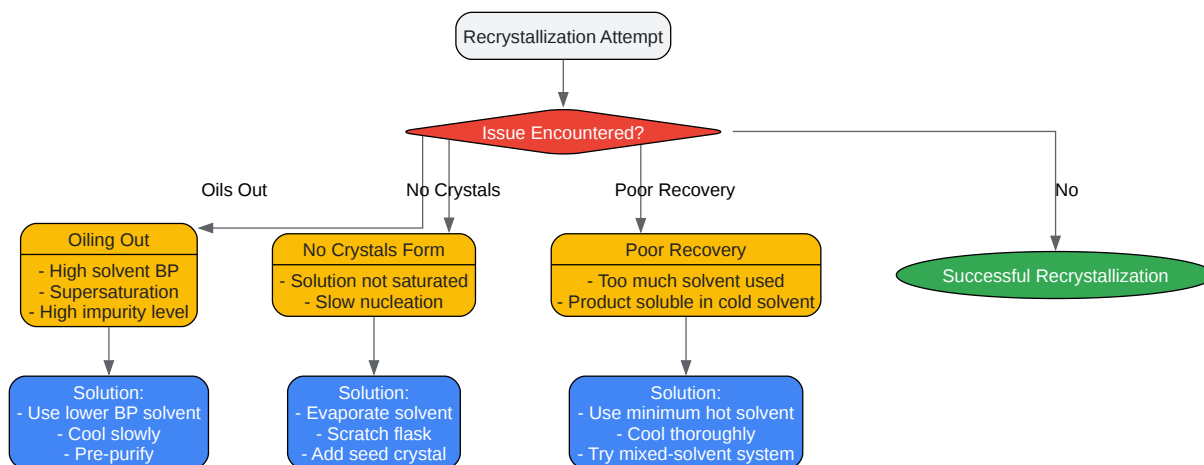 Recrystallization Attempt
Issue Encountered?
Oils Out
No Crystals
Poor Recovery
No
Oiling Out
- High solvent BP
- Supersaturation
- High impurity level
No Crystals Form
- Solution not saturated
- Slow nucleation
Poor Recovery
- Too much solvent used
- Product soluble in cold solvent
Successful Recrystallization
Solution:
- Use lower BP solvent
- Cool slowly
- Pre-purify
Solution:
- Evaporate solvent
- Scratch flask
- Add seed crystal
Solution:
- Use minimum hot solvent
- Cool thoroughly
- Try mixed-solvent system